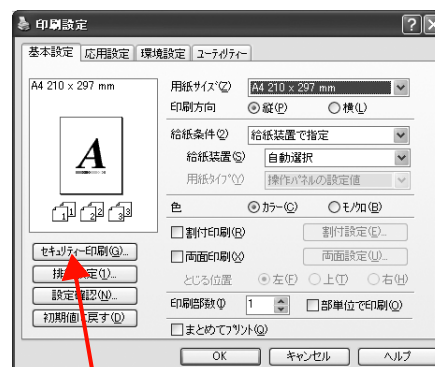 印刷設定
基本設定 応用設定 環境設定 ユーティリティー
A4 210 x 297 mm
用紙サイズ(Z) A4 210 x 297 mm
印刷方向 縦(P) 横(L)
給紙条件(2) 給紙装置で指定
給紙装置(S) 自動選択
用紙タイプ(Y) 操作パネルの設定値
A
1 1 2 2 3 3
色 カラー(C) モノクロ(B)
割付印刷(R) 割付設定(E)...
セキュリティー印刷(G)...
両面印刷(X) 両面設定(U)...
定(1)...
とじる位置 左(F) 上(T) 右(H)
設定確認(N)...
印刷部数(I) 1 部単位で印刷(O)
初期値に戻す(D)
まとめてプリント(Q)
OK キャンセル ヘルプ